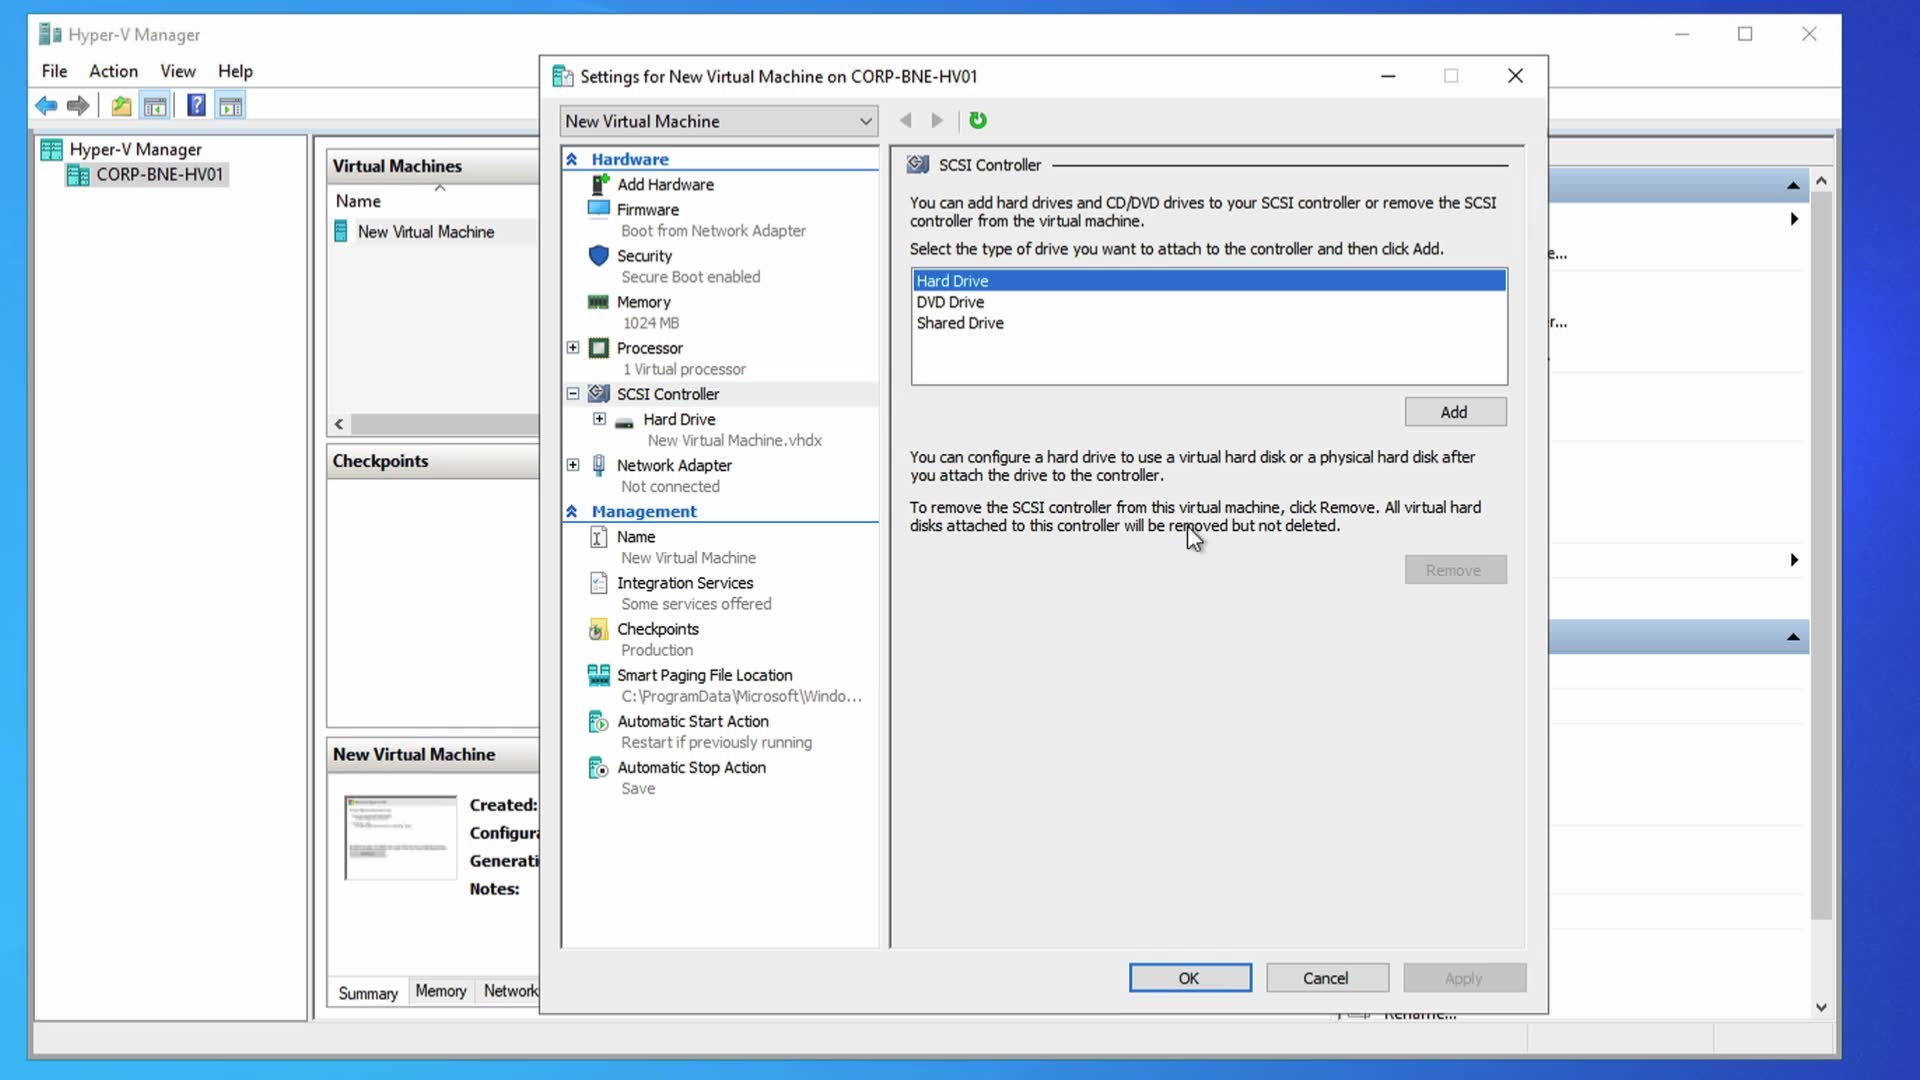 Hyper-V Manager
File Action View Help
Hyper-V Manager
CORP-BNE-HV01
Virtual Machines
Name
New Virtual Machine
Checkpoints
New Virtual Machine
Created:
Notes:
Summary Memory Network
Settings for New Virtual Machine on CORP-BNE-HV01
New Virtual Machine
Hardware
Add Hardware
Firmware
Boot from Network Adapter
Security
Secure Boot enabled
Memory
1024 MB
Processor
1 Virtual processor
SCSI Controller
Hard Drive
New Virtual Machine.vhdx
Network Adapter
Not connected
Management
Name
New Virtual Machine
Integration Services
Some services offered
Checkpoints
Production
Smart Paging File Location
C:\ProgramData\Microsoft\Windo...
Automatic Start Action
Restart if previously running
Automatic Stop Action
Save
SCSI Controller
You can add hard drives and CD/DVD drives to your SCSI controller or remove the SCSI
controller from the virtual machine.
Select the type of drive you want to attach to the controller and then click Add.
Hard Drive
DVD Drive
Shared Drive
Add
You can configure a hard drive to use a virtual hard disk or a physical hard disk after
you attach the drive to the controller.
To remove the SCSI controller from this virtual machine, click Remove. All virtual hard
disks attached to this controller will be removed but not deleted.
Remove
OK Cancel Apply
e...
r...
Rename...